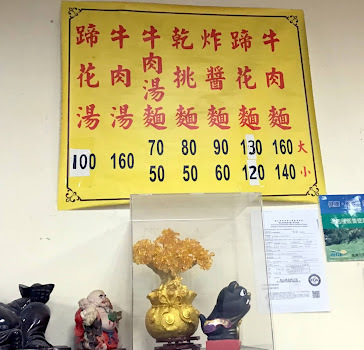 牛肉麵 160 140 大 小
蹄花麵 130 120
炸醬麵 90 60
乾挑麵 80 50
牛肉湯麵 70 50
牛肉湯 160
蹄花湯 100